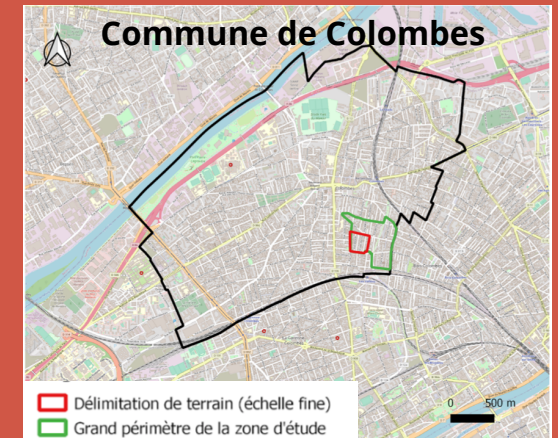 Commune de Colombes
Délimitation de terrain (échelle fine)
Grand périmètre de la zone d'étude
0 500 m